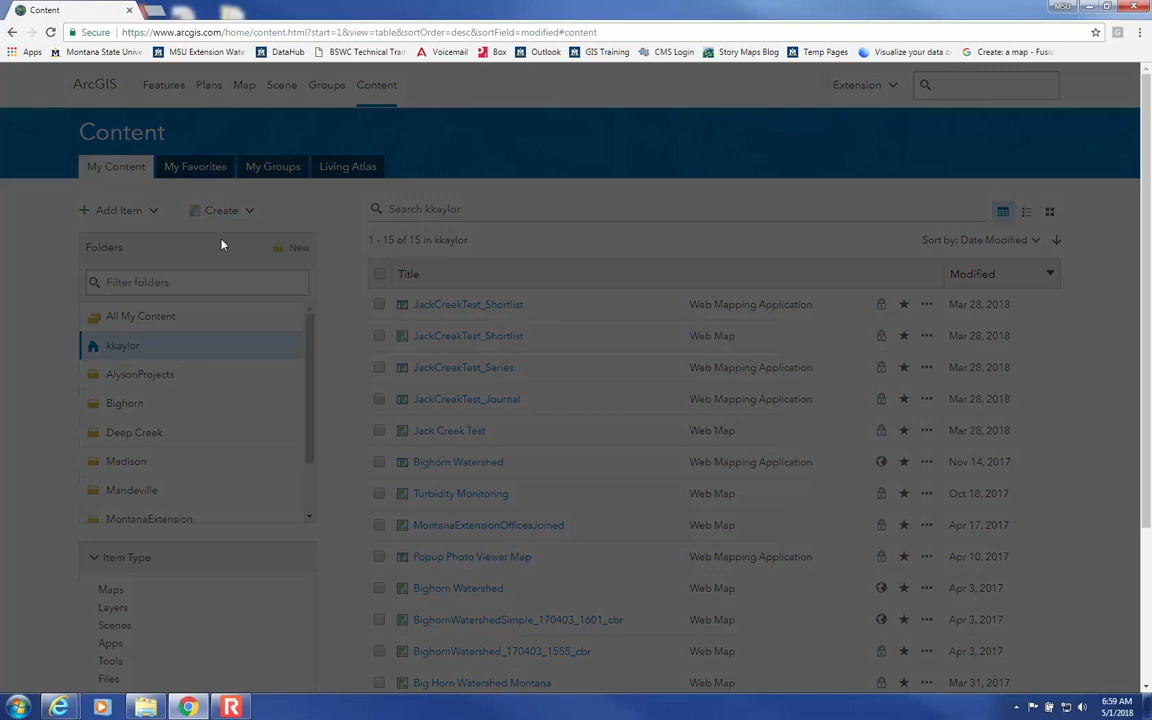 Content
MSU
Secure
https://www.arcgis.com/home/content.html?start=1&view=table&sortOrder=desc&sortField=modified#content
Apps
Montana State Unive
MSU Extension Wate
DataHub
BSWC Technical Train
Voicemail
Box
Outlook
GIS Training
CMS Login
Story Maps Blog
Temp Pages
Visualize your data
Create: a map - Fusio
ArcGIS
Features
Plans
Map
Scene
Groups
Content
Extension
Content
My Content
My Favorites
My Groups
Living Atlas
Add Item
Create
Search kkaylor
Folders
New
1 - 15 of 15 in kkaylor
Sort by: Date Modified
Filter folders
Title
Modified
All My Content
kkaylor
AlysonProjects
Bighorn
Deep Creek
Madison
Mandeville
MontanaExtension
JackCreekTest_Shortlist Web Mapping Application Mar 28, 2018
JackCreekTest_Shortlist Web Map Mar 28, 2018
JackCreekTest_Series Web Mapping Application Mar 28, 2018
JackCreekTest_Journal Web Mapping Application Mar 28, 2018
Jack Creek Test Web Map Mar 28, 2018
Bighorn Watershed Web Mapping Application Nov 14, 2017
Turbidity Monitoring Web Map Oct 18, 2017
MontanaExtensionOfficesJoined Web Map Apr 17, 2017
Popup Photo Viewer Map Web Mapping Application Apr 10, 2017
Bighorn Watershed Web Map Apr 3, 2017
BighornWatershedSimple_170403_1601_cbr Web Map Apr 3, 2017
BighornWatershed_170403_1555_cbr Web Map Apr 3, 2017
Big Horn Watershed Montana Web Map Mar 31, 2017
Item Type
Maps
Layers
Scenes
Apps
Tools
Files
6:59 AM
5/1/2018